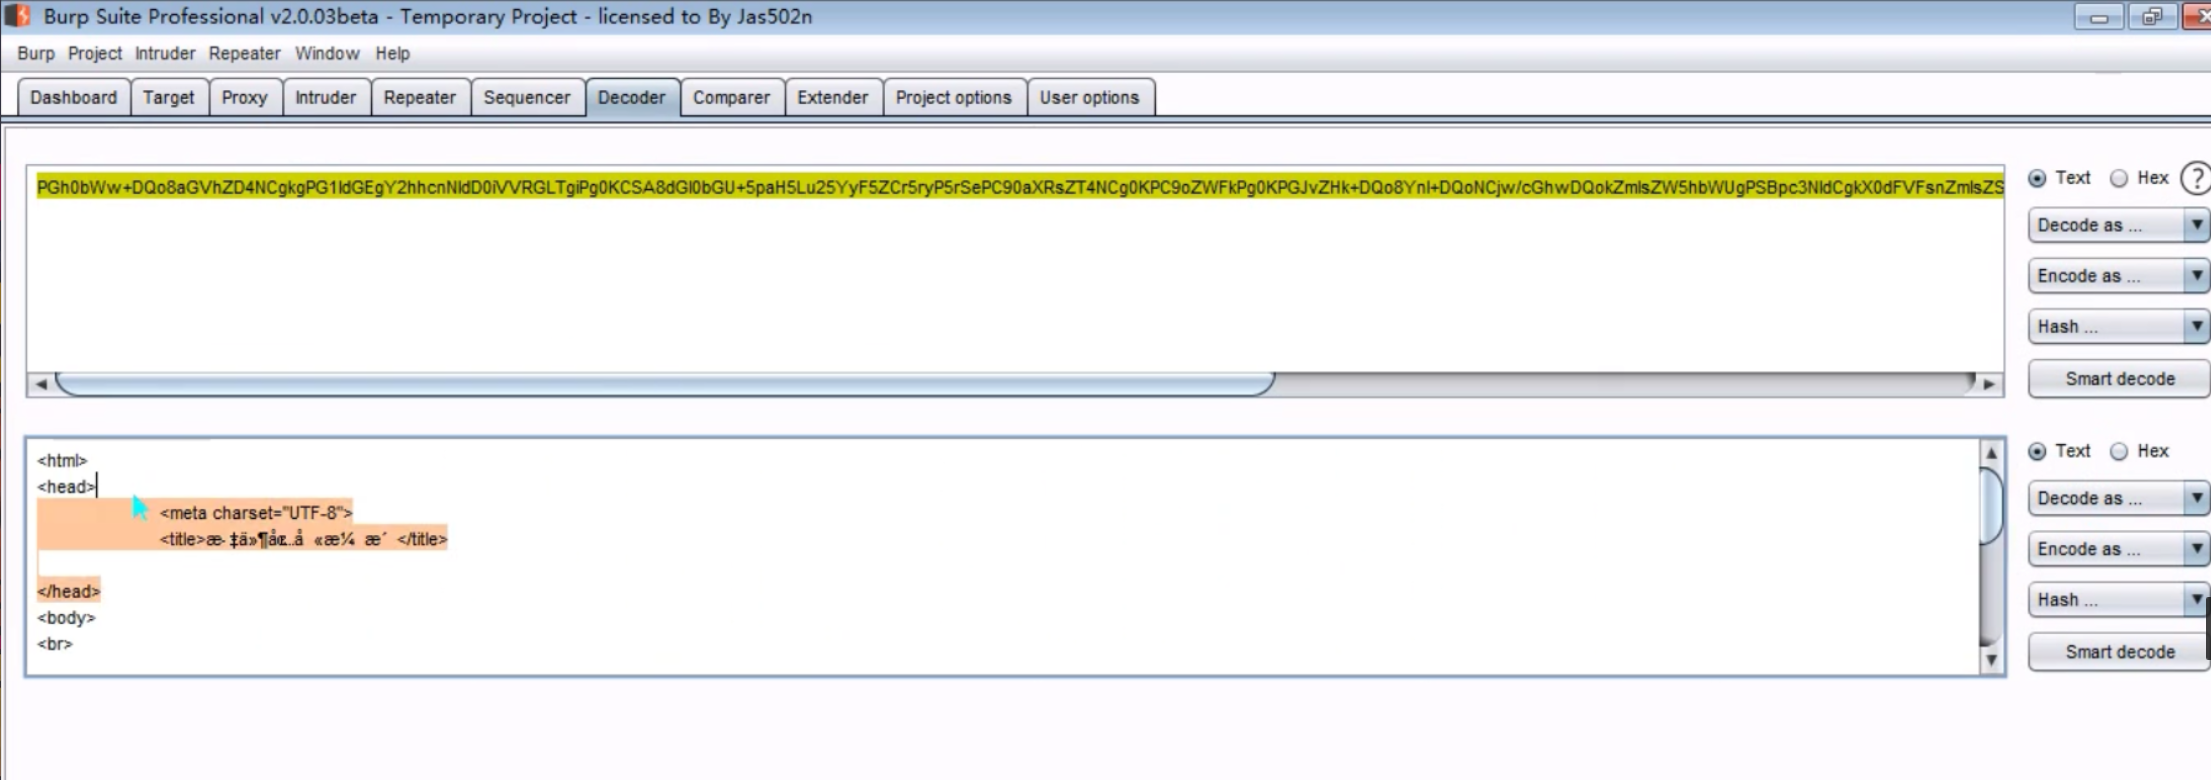 Burp Suite Professional v2.0.03beta - Temporary Project - licensed to By Jas502n
Burp Project Intruder Repeater Window Help
Dashboard Target Proxy Intruder Repeater Sequencer Decoder Comparer Extender Project options User options
PGh0bWw+DQo8aGVhZD4NCgkgPG1ldGEgY2hhcnNldD0iVVRGLTgiPg0KCSA8dGl0bGU+5paH5Lu25YyF5ZCr5ryP5rSePC90aXRsZT4NCg0KPC9oZWFkPg0KPGJvZHk+DQo8YnI+DQoNCjw/cGhwDQokZmlsZW5hbWUgPSBpc3NldCgkX0dFVFsnZmlsZS
Text Hex ?
Decode as ...
Encode as ...
Hash ...
Smart decode
<html>
<head>
<meta charset="UTF-8">
<title></title>
</head>
<body>
<br>
Text Hex
Decode as ...
Encode as ...
Hash ...
Smart decode